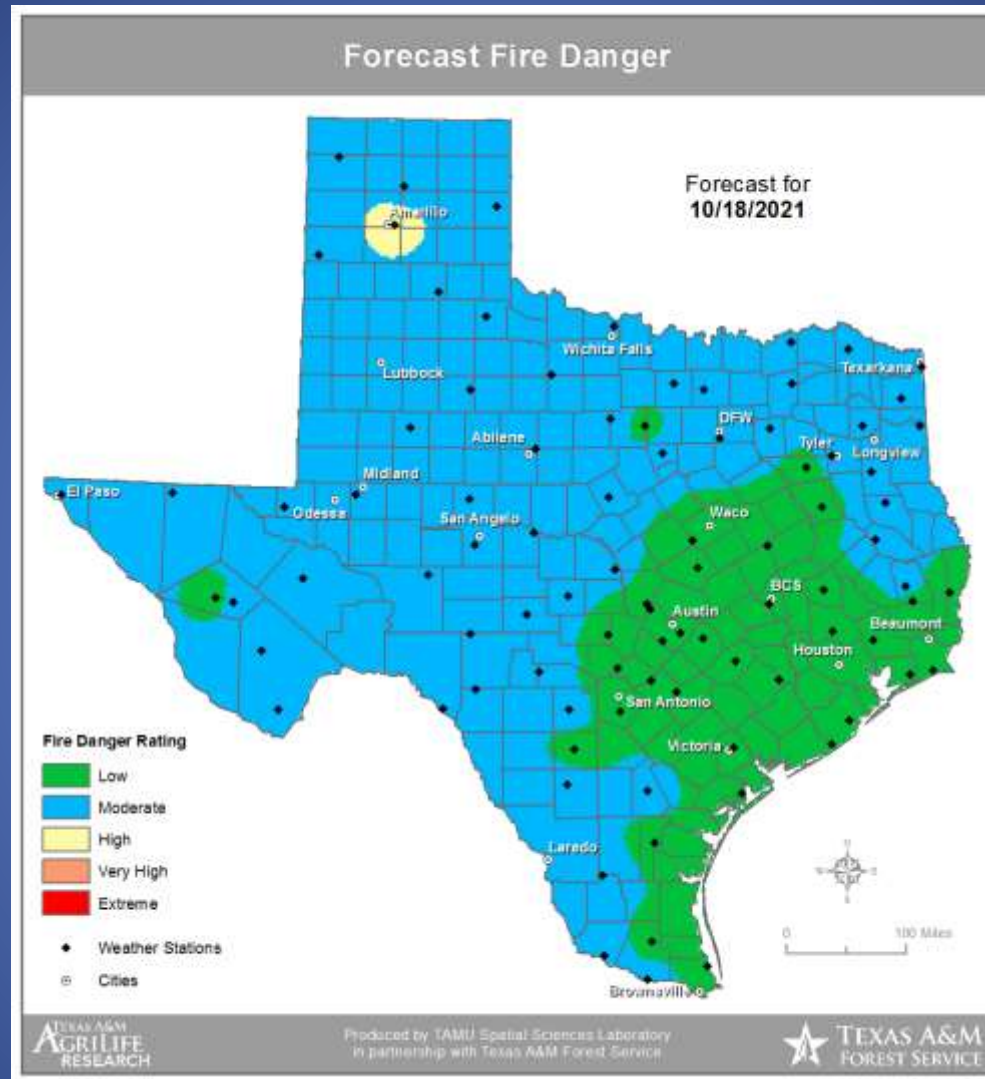 Forecast Fire Danger
Forecast for
10/18/2021
Amarillo
Wichita Falls
Lubbock
Texarkana
DFW
Abilene
Tyler
Longview
Midland
El Paso
Odessa
San Angelo
Waco
BCS
Austin
Beaumont
Houston
San Antonio
Victoria
Laredo
Brownsville
Fire Danger Rating
Low
Moderate
High
Very High
Extreme
Weather Stations
Cities
N
W E
S
0 100 Miles
TEXAS A&M
AGRILIFE
RESEARCH
Produced by TAMU Spatial Sciences Laboratory
in partnership with Texas A&M Forest Service
TEXAS A&M
FOREST SERVICE